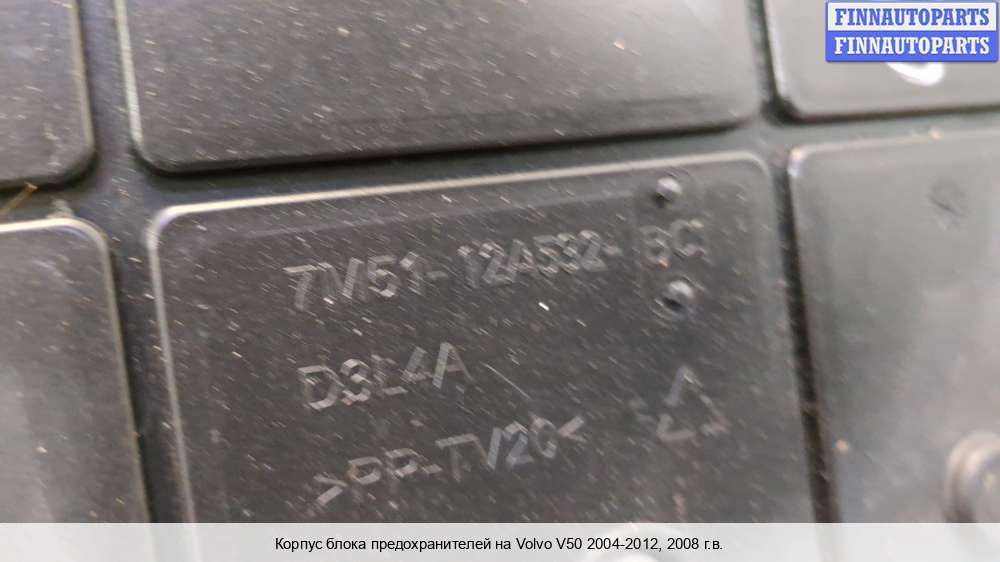 FINNAUTOPARTS
FINNAUTOPARTS
7M51-12A532-BC
D3L4A
>PP-TV20<
Корпус блока предохранителей на Volvo V50 2004-2012, 2008 г.в.